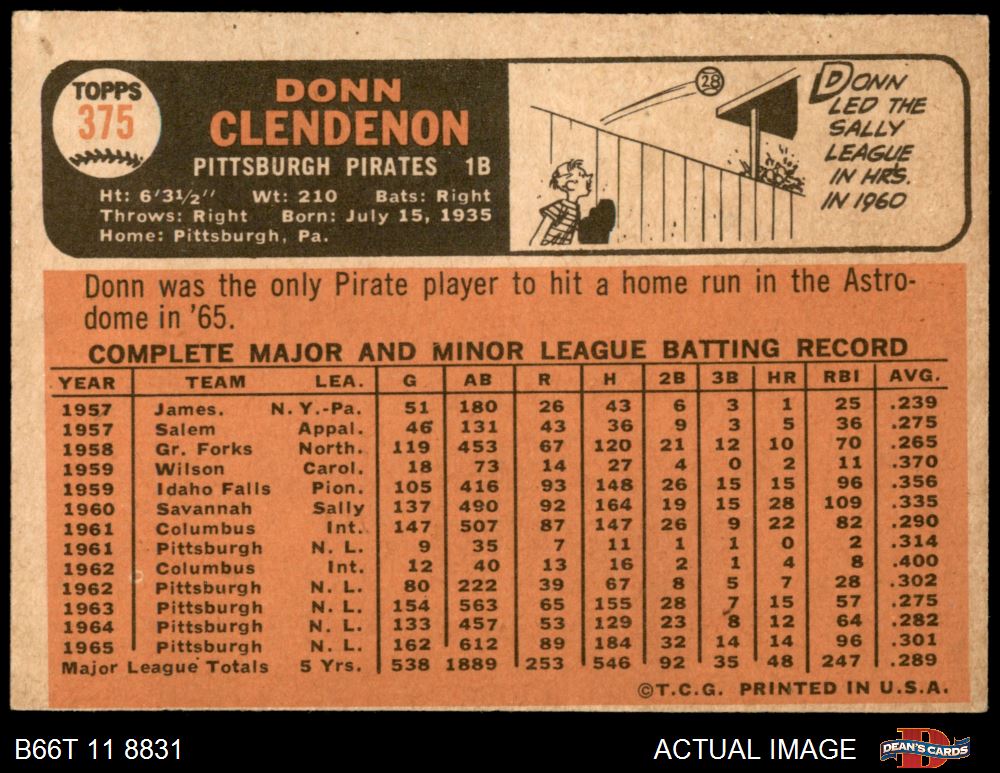 TOPPS
375
DONN
CLENDENON
PITTSBURGH PIRATES 1B
Ht: 6'3 1/2" Wt: 210 Bats: Right
Throws: Right Born: July 15, 1935
Home: Pittsburgh, Pa.
28
DONN
LED THE
SALLY
LEAGUE
IN HRS.
IN 1960
Donn was the only Pirate player to hit a home run in the Astro-
dome in '65.
COMPLETE MAJOR AND MINOR LEAGUE BATTING RECORD
YEAR TEAM LEA. G AB R H 2B 3B HR RBI AVG.
1957 James. N. Y.-Pa. 51 180 26 43 6 3 1 25 .239
1957 Salem Appal. 46 131 43 36 9 3 5 36 .275
1958 Gr. Forks North. 119 453 67 120 21 12 10 70 .265
1959 Wilson Carol. 18 73 14 27 4 0 2 11 .370
1959 Idaho Falls Pion. 105 416 93 148 26 15 15 96 .356
1960 Savannah Sally 137 490 92 164 19 15 28 109 .335
1961 Columbus Int. 147 507 87 147 26 9 22 82 .290
1961 Pittsburgh N. L. 9 35 7 11 1 1 0 2 .314
1962 Columbus Int. 12 40 13 16 2 1 4 8 .400
1962 Pittsburgh N. L. 80 222 39 67 8 5 7 28 .302
1963 Pittsburgh N. L. 154 563 65 155 28 7 15 57 .275
1964 Pittsburgh N. L. 133 457 53 129 23 8 12 64 .282
1965 Pittsburgh N. L. 162 612 89 184 32 14 14 96 .301
Major League Totals 5 Yrs. 538 1889 253 546 92 35 48 247 .289
©T.C.G. PRINTED IN U.S.A.
B66T 11 8831 ACTUAL IMAGE DEAN'S CARDS